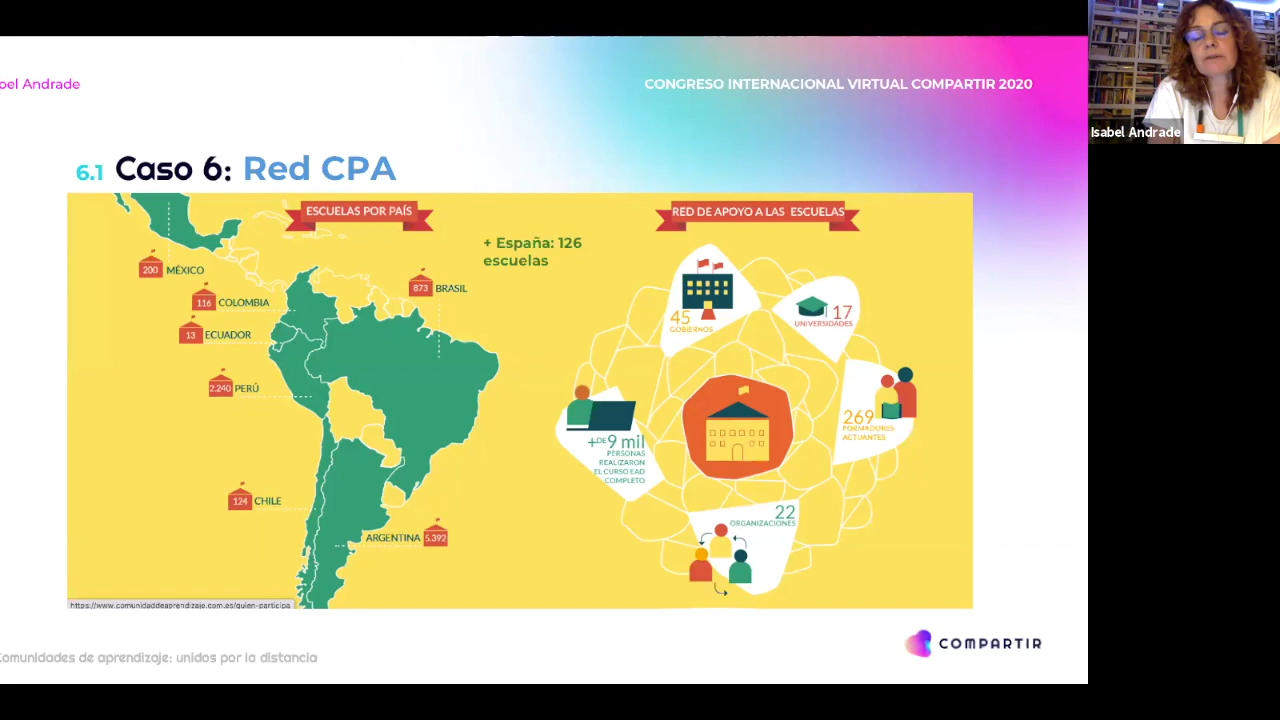 oel Andrade
CONGRESO INTERNACIONAL VIRTUAL COMPARTIR 2020
Isabel Andrade
6.1 Caso 6: Red CPA
ESCUELAS POR PAÍS
+ España: 126
escuelas
200 MÉXICO
116 COLOMBIA
873 BRASIL
13 ECUADOR
2.240 PERÚ
124 CHILE
ARGENTINA 5.392
https://www.comunidaddeaprendizaje.com.es/quien-participa
RED DE APOYO A LAS ESCUELAS
45
GOBIERNOS
17
UNIVERSIDADES
269
FORMADORES
ACTUANTES
+DE 9 mil
PERSONAS
REALIZARON
EL CURSO EAD
COMPLETO
22
ORGANIZACIONES
Comunidades de aprendizaje: unidos por la distancia
COMPARTIR